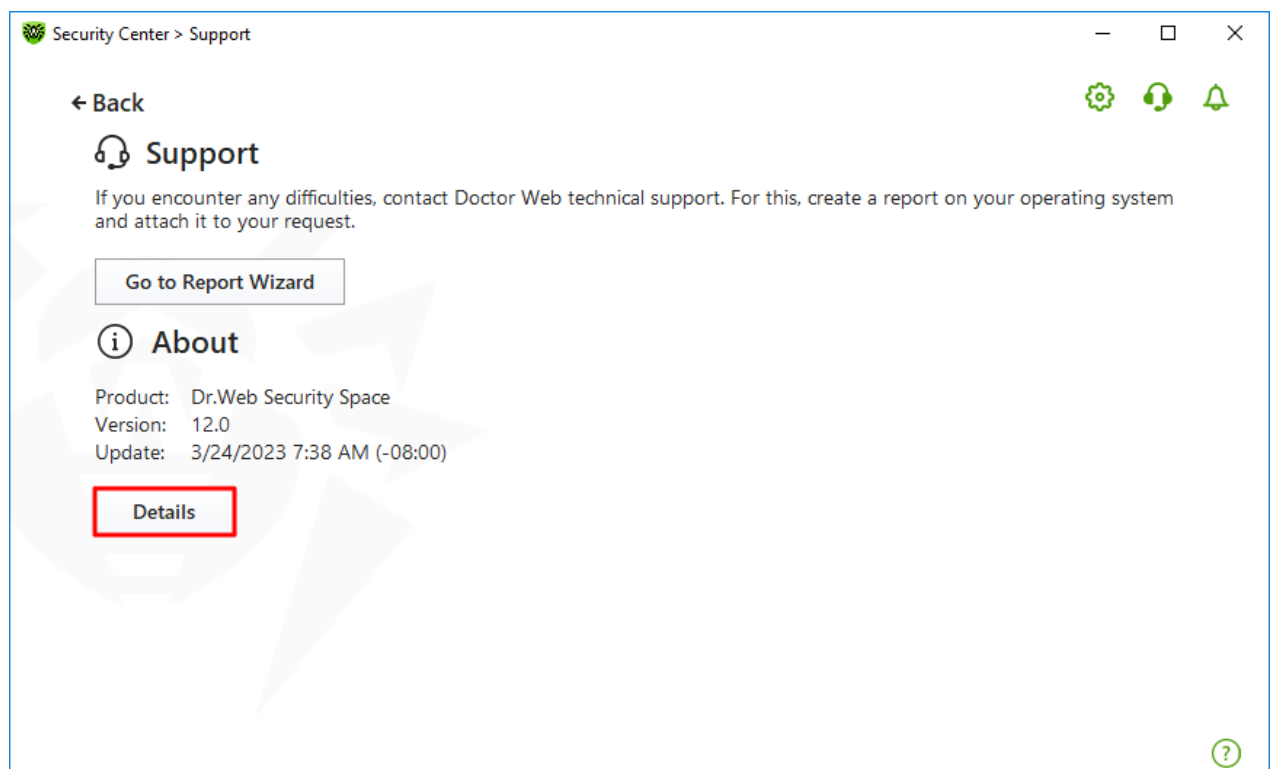 Security Center > Support
Back
Support
If you encounter any difficulties, contact Doctor Web technical support. For this, create a report on your operating system
and attach it to your request.
Go to Report Wizard
About
Product: Dr.Web Security Space
Version: 12.0
Update: 3/24/2023 7:38 AM (-08:00)
Details